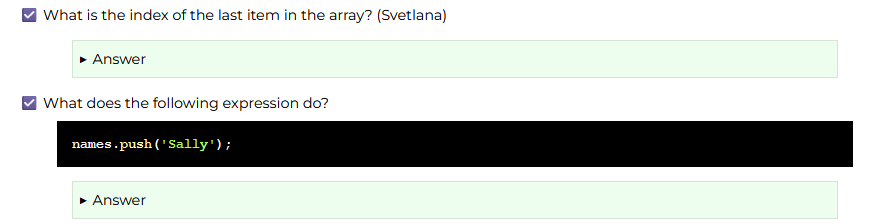 What is the index of the last item in the array? (Svetlana)
Answer
What does the following expression do?
names.push('Sally');
Answer